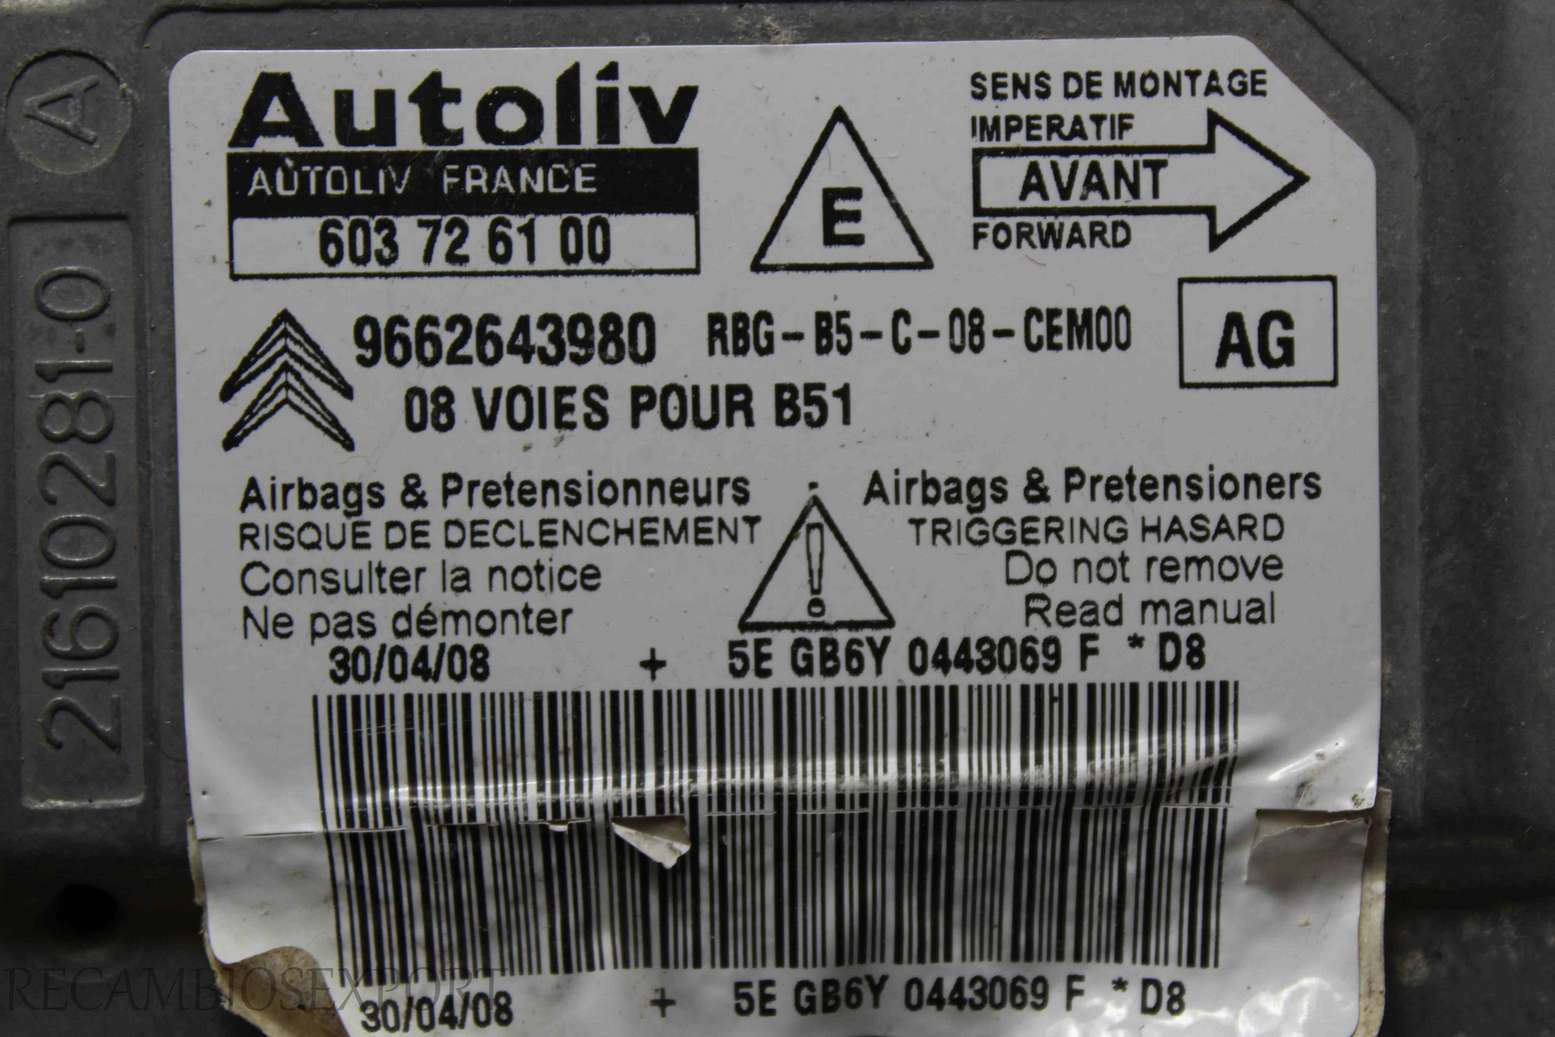 A
21610281-0
Autoliv
AUTOLIV FRANCE
603 72 61 00
E
SENS DE MONTAGE
IMPERATIF
AVANT
FORWARD
9662643980 RBG-B5-C-08-CEM00
AG
08 VOIES POUR B51
Airbags & Pretensionneurs
RISQUE DE DECLENCHEMENT
Consulter la notice
Ne pas démonter
!
Airbags & Pretensioners
TRIGGERING HASARD
Do not remove
Read manual
30/04/08 + 5E GB6Y 0443069 F *D8
30/04/08 + 5E GB6Y 0443069 F *D8
RECAMBIOSEXPORT